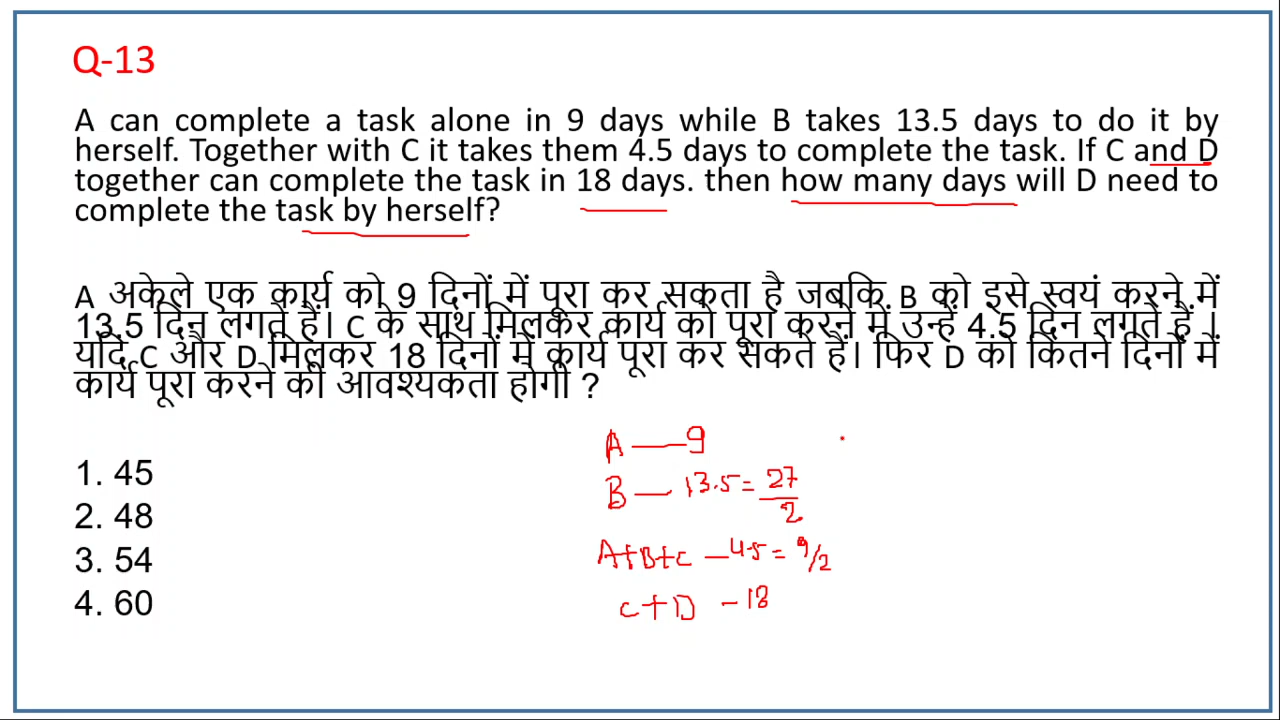 Q-13
A can complete a task alone in 9 days while B takes 13.5 days to do it by
herself. Together with C it takes them 4.5 days to complete the task. If C and D
together can complete the task in 18 days. then how many days will D need to
complete the task by herself?
A अकेले एक कार्य को 9 दिनों में पूरा कर सकता है जबकि B को इसे स्वयं करने में
13.5 दिन लगते हैं। C के साथ मिलकर कार्य को पूरा करने में उन्हें 4.5 दिन लगते हैं ।
यदि C और D मिलकर 18 दिनों में कार्य पूरा कर सकते हैं। फिर D को कितने दिनों में
कार्य पूरा करने की आवश्यकता होगी ?
1. 45
2. 48
3. 54
4. 60
A — 9
B — 13.5 = 27/2
A+B+C — 4.5 = 9/2
C+D - 18